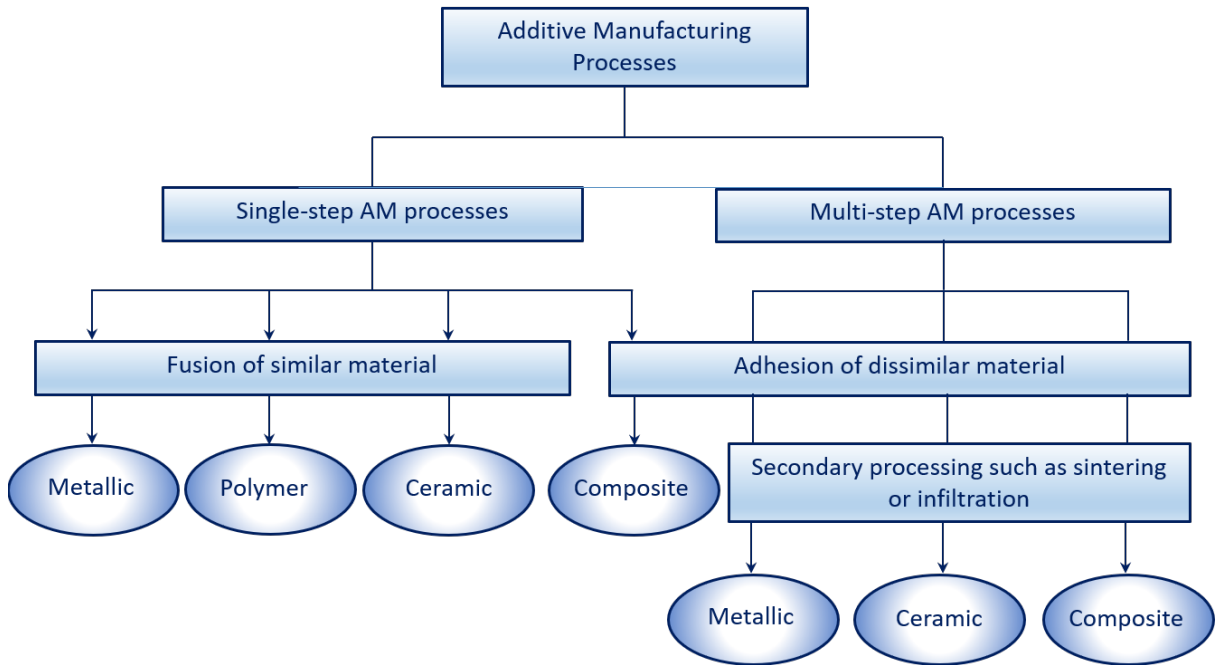 Additive Manufacturing
Processes
Single-step AM processes
Multi-step AM processes
Fusion of similar material
Adhesion of dissimilar material
Metallic
Polymer
Ceramic
Composite
Secondary processing such as sintering
or infiltration
Metallic
Ceramic
Composite